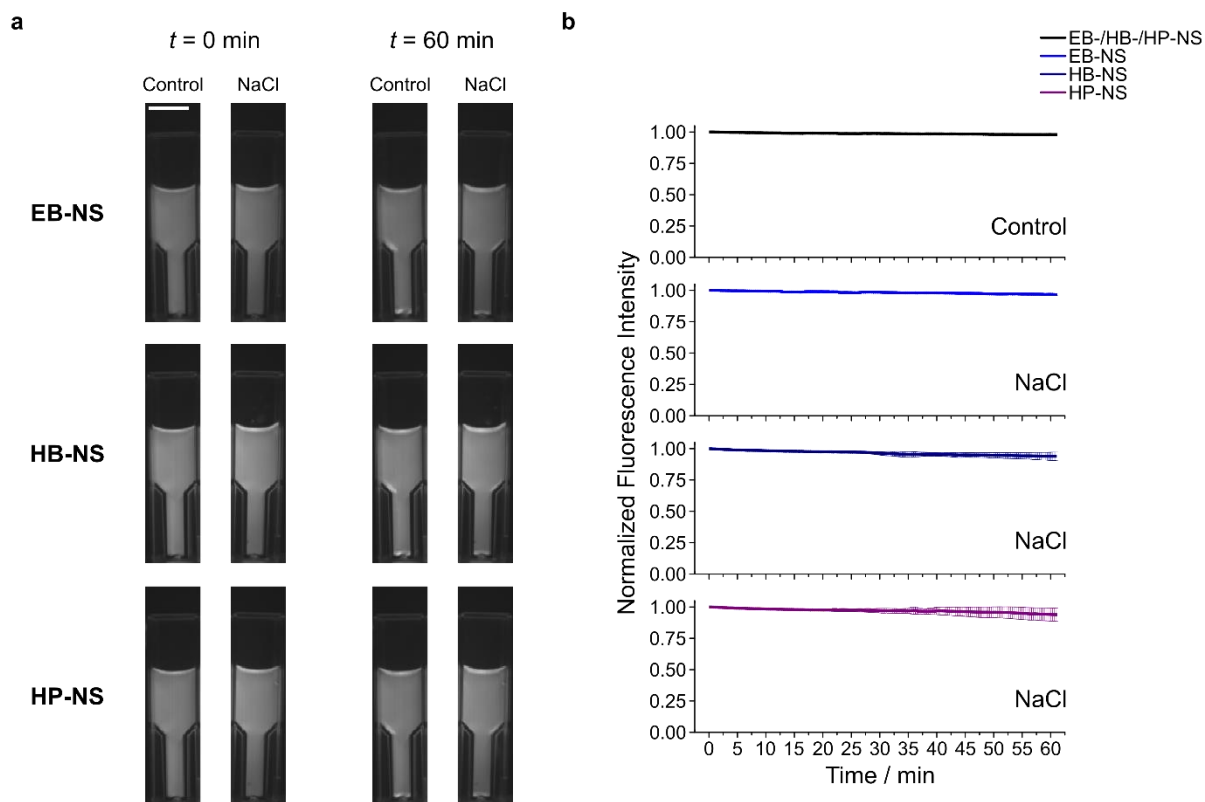 a
t = 0 min
t = 60 min
Control
NaCl
Control
NaCl
EB-NS
HB-NS
HP-NS
b
EB-/HB-/HP-NS
EB-NS
HB-NS
HP-NS
Normalized Fluorescence Intensity
1.00
0.75
0.50
0.25
0.00
Control
1.00
0.75
0.50
0.25
0.00
NaCl
1.00
0.75
0.50
0.25
0.00
NaCl
1.00
0.75
0.50
0.25
0.00
NaCl
0 5 10 15 20 25 30 35 40 45 50 55 60
Time / min